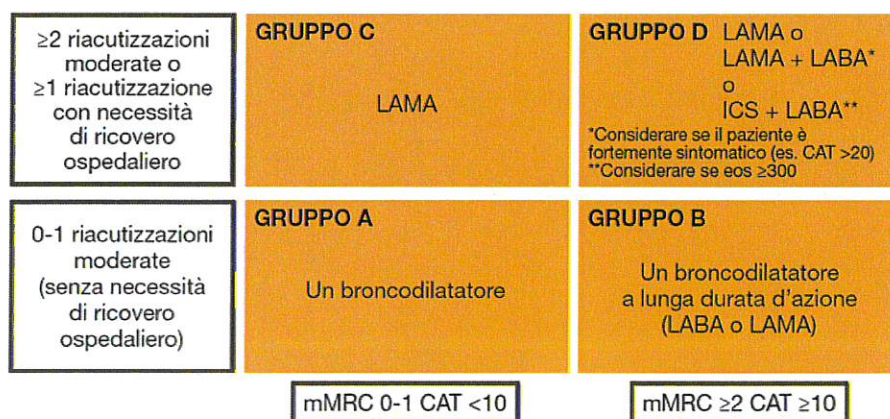 ≥2 riacutizzazioni
moderate o
≥1 riacutizzazione
con necessità
di ricovero
ospedaliero
GRUPPO C
LAMA
GRUPPO D LAMA o
LAMA + LABA*
o
ICS + LABA**
*Considerare se il paziente è
fortemente sintomatico (es. CAT >20)
**Considerare se eos ≥300
0-1 riacutizzazioni
moderate
(senza necessità
di ricovero
ospedaliero)
GRUPPO A
Un broncodilatatore
GRUPPO B
Un broncodilatatore
a lunga durata d'azione
(LABA o LAMA)
mMRC 0-1 CAT <10
mMRC ≥2 CAT ≥10